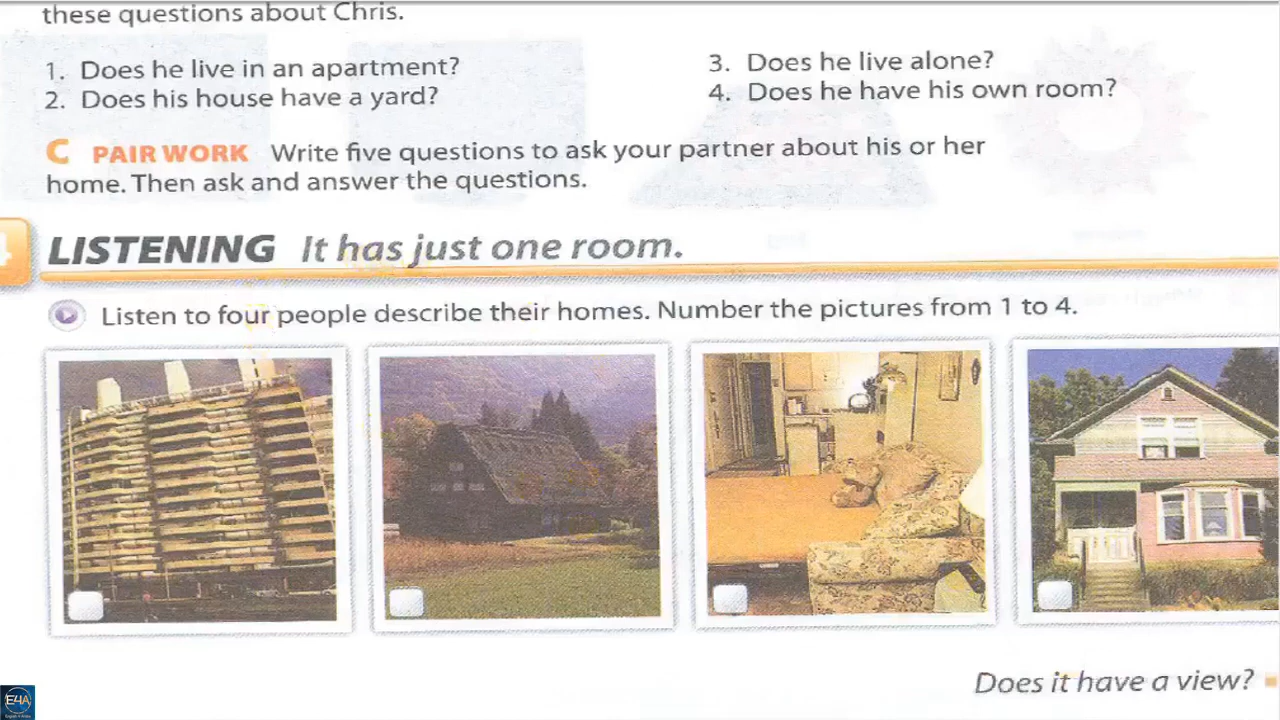 these questions about Chris.
1. Does he live in an apartment?
2. Does his house have a yard?
3. Does he live alone?
4. Does he have his own room?
C PAIR WORK Write five questions to ask your partner about his or her
home. Then ask and answer the questions.
4 LISTENING It has just one room.
Listen to four people describe their homes. Number the pictures from 1 to 4.
Does it have a view?
E4A